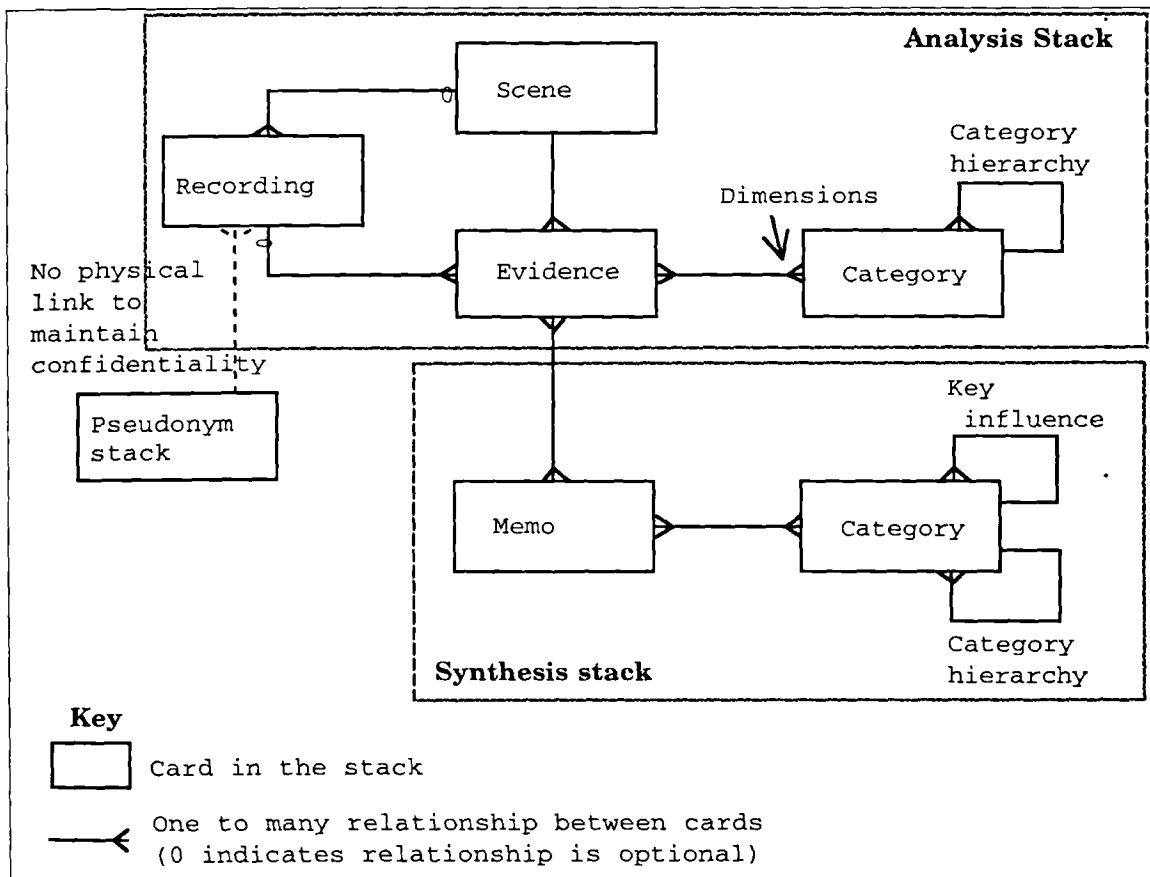 Analysis Stack
Scene
Category
hierarchy
Recording
Dimensions
Evidence
Category
No physical
link to
maintain
confidentiality
Pseudonym
stack
Key
influence
Memo
Category
Category
hierarchy
Synthesis stack
Key
Card in the stack
One to many relationship between cards
(0 indicates relationship is optional)